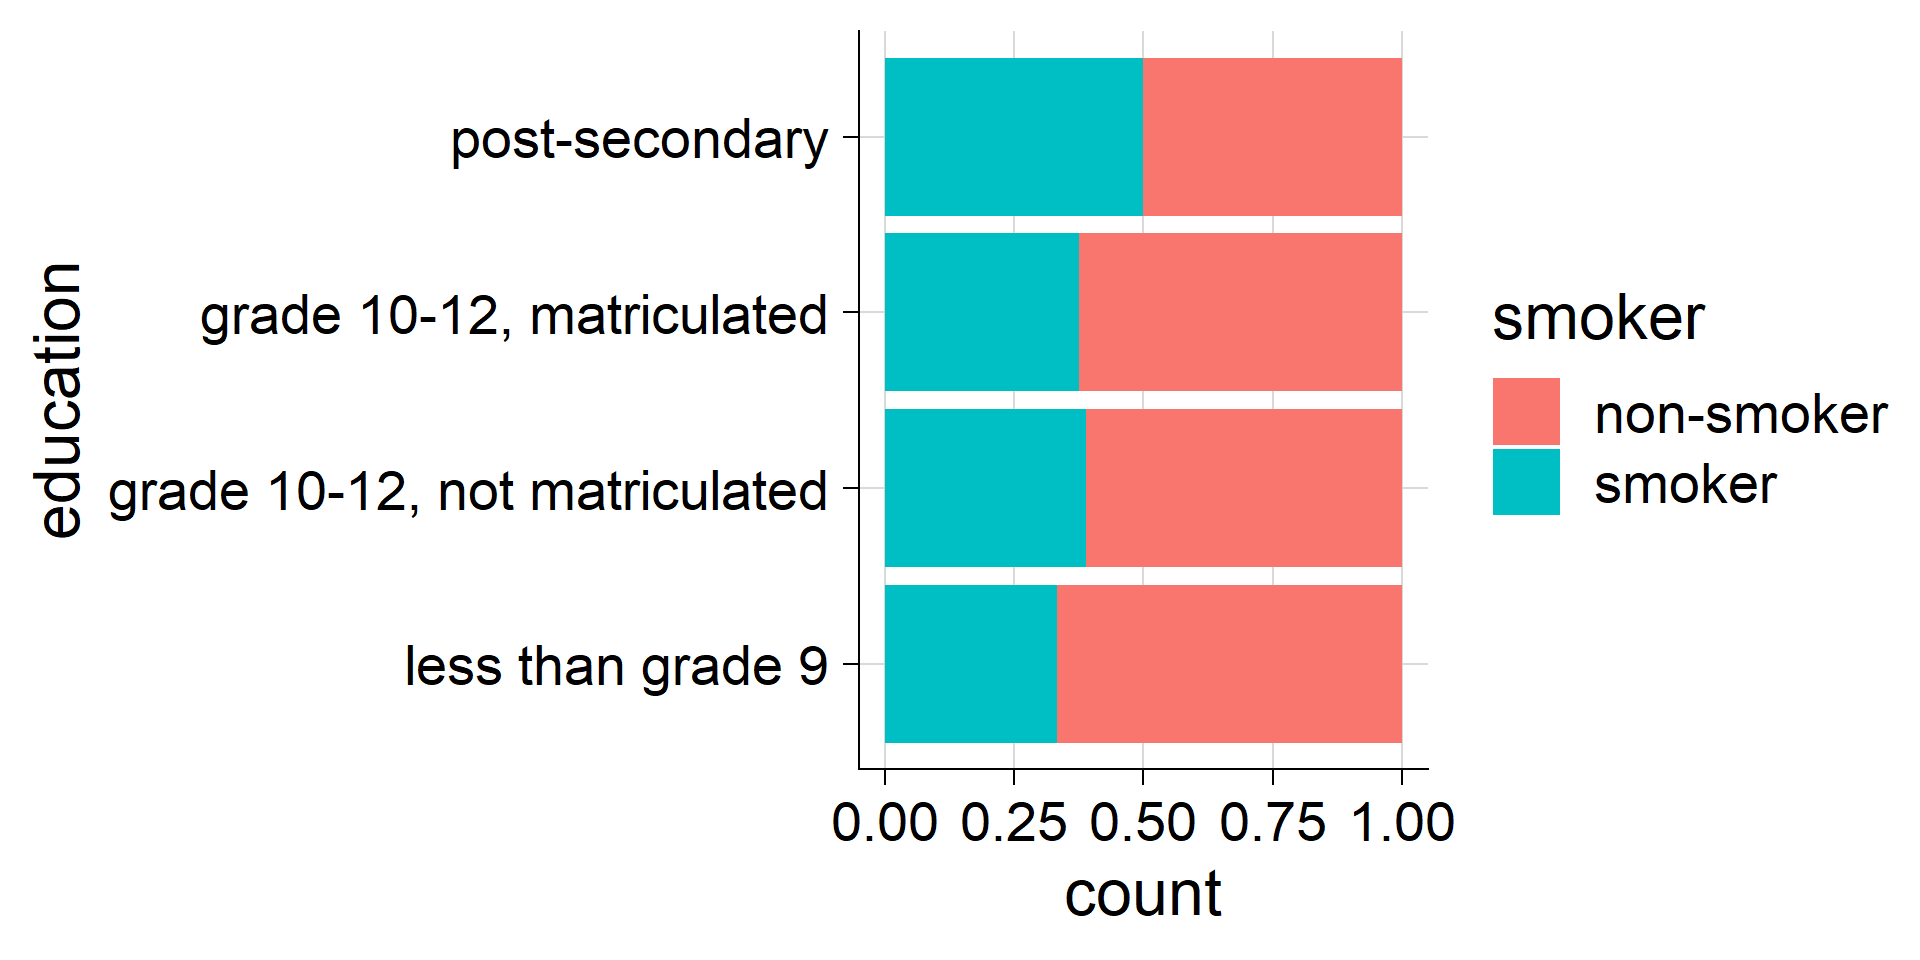 education
post-secondary
grade 10-12, matriculated
grade 10-12, not matriculated
less than grade 9
0.00 0.25 0.50 0.75 1.00
count
smoker
non-smoker
smoker